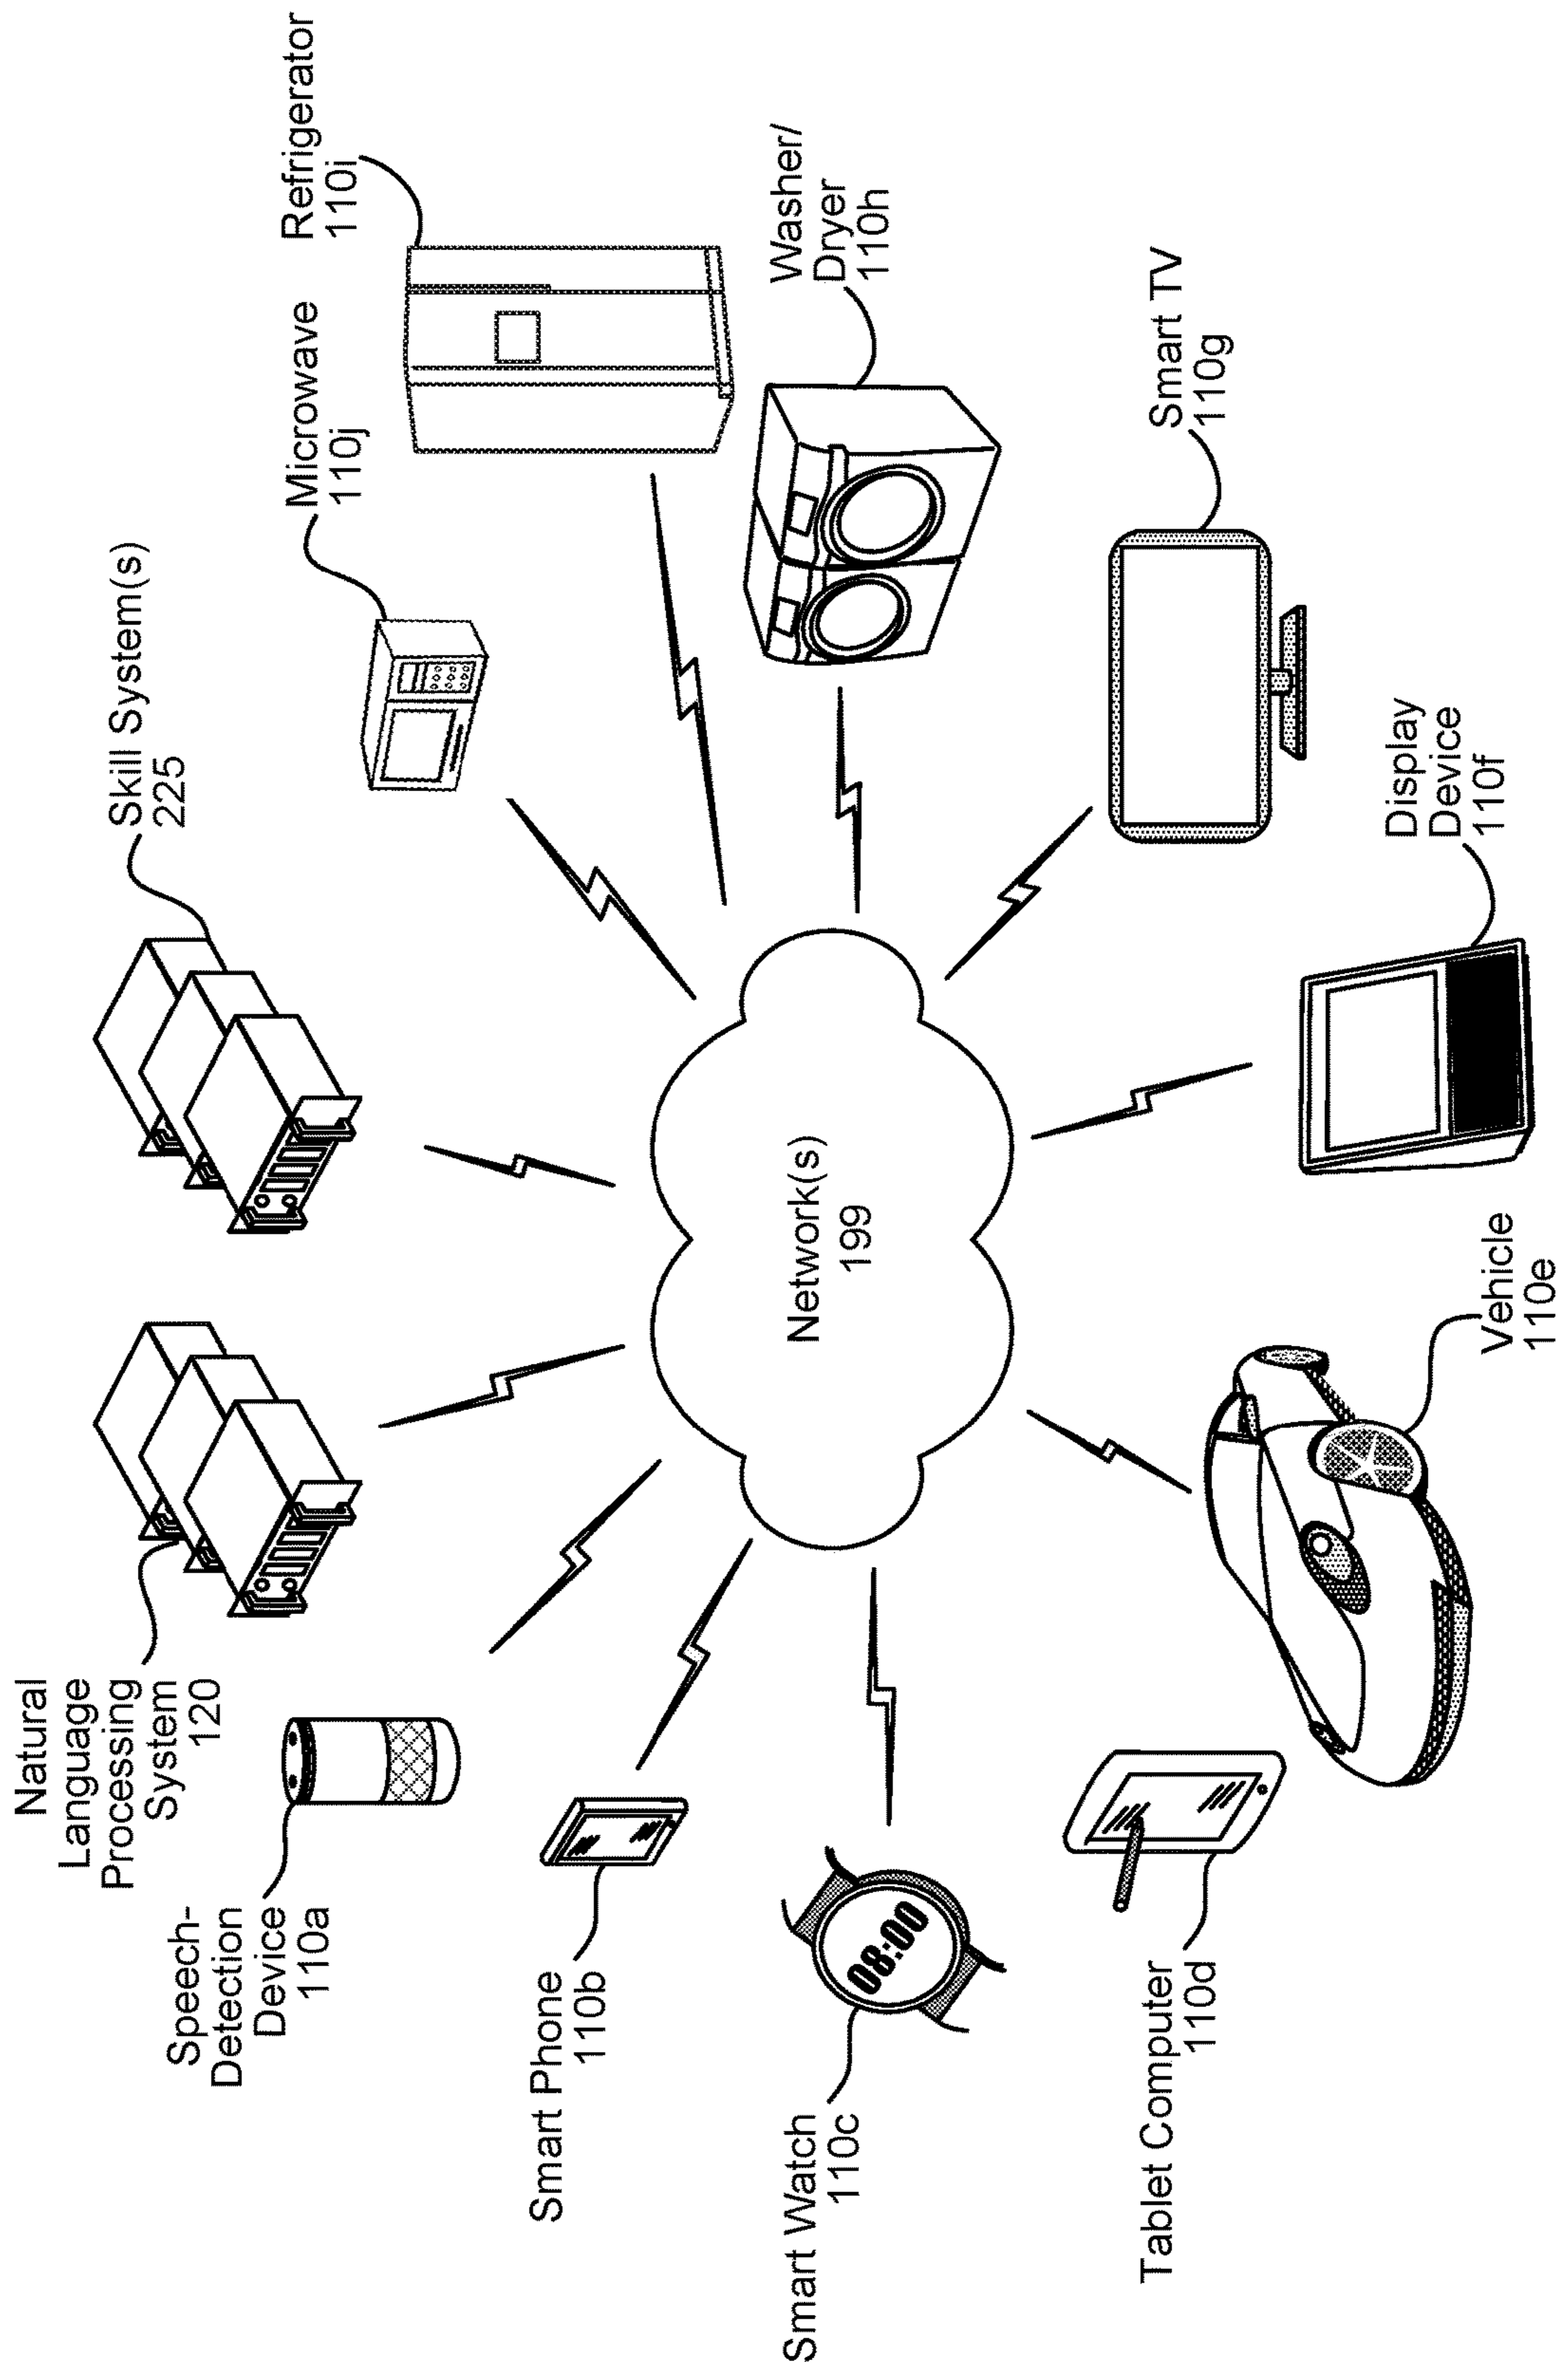 Natural
Language
Processing
System
120
Skill System(s)
225
Speech-
Detection
Device
110a
Microwave
110j
Refrigerator
110i
Smart Phone
110b
Washer/
Dryer
110h
Network(s)
199
Smart Watch
110c
08:00
Smart TV
110g
Tablet Computer
110d
Display
Device
110f
Vehicle
110e